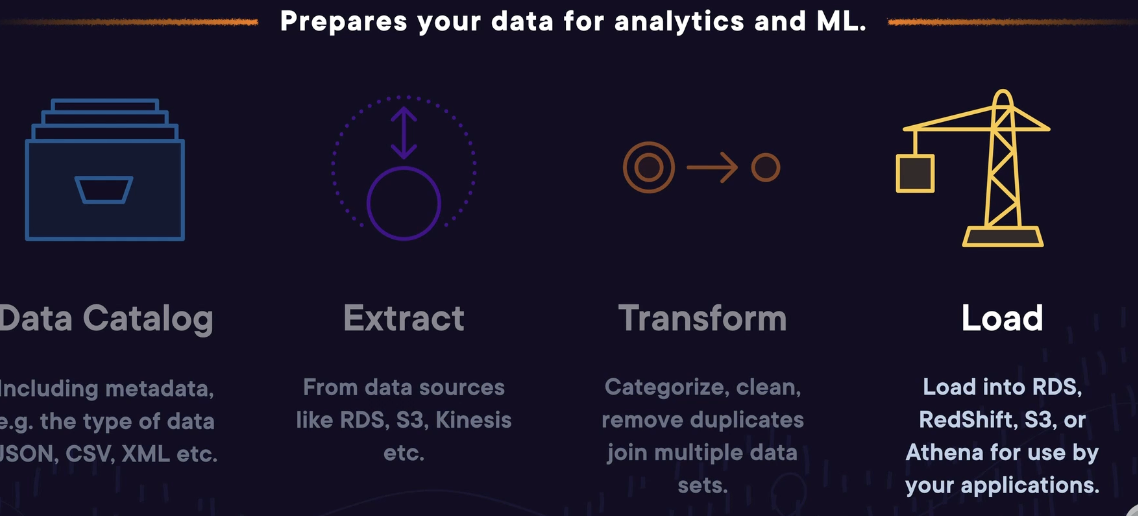 Prepares your data for analytics and ML.
Data Catalog
Including metadata,
e.g. the type of data
JSON, CSV, XML etc.
Extract
From data sources
like RDS, S3, Kinesis
etc.
Transform
Categorize, clean,
remove duplicates
join multiple data
sets.
Load
Load into RDS,
RedShift, S3, or
Athena for use by
your applications.